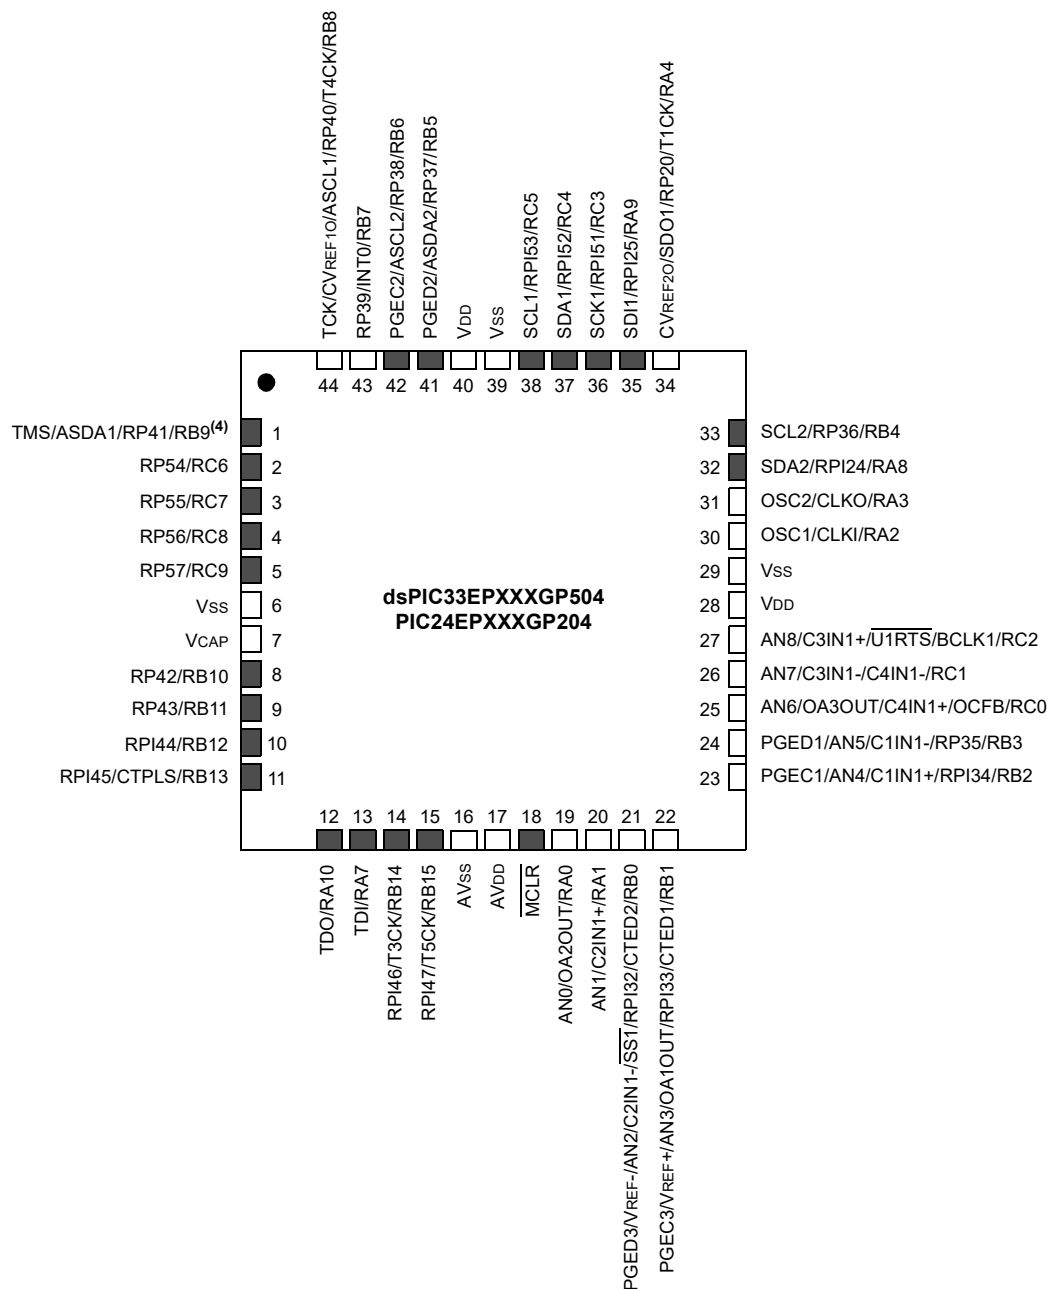 TCK/CVREF1O/ASCL1/RP40/T4CK/RB8
RP39/INT0/RB7
PGEC2/ASCL2/RP38/RB6
PGED2/ASDA2/RP37/RB5
VDD
VSS
SCL1/RPI53/RC5
SDA1/RPI52/RC4
SCK1/RPI51/RC3
SDI1/RPI25/RA9
CVREF2O/SDO1/RP20/T1CK/RA4
44 43 42 41 40 39 38 37 36 35 34
TMS/ASDA1/RP41/RB9(4) 1
RP54/RC6 2
RP55/RC7 3
RP56/RC8 4
RP57/RC9 5
VSS 6
VCAP 7
RP42/RB10 8
RP43/RB11 9
RPI44/RB12 10
RPI45/CTPLS/RB13 11
dsPIC33EPXXXGP504
PIC24EPXXXGP204
33 SCL2/RP36/RB4
32 SDA2/RPI24/RA8
31 OSC2/CLKO/RA3
30 OSC1/CLKI/RA2
29 VSS
28 VDD
27 AN8/C3IN1+/U1RTS/BCLK1/RC2
26 AN7/C3IN1-/C4IN1-/RC1
25 AN6/OA3OUT/C4IN1+/OCFB/RC0
24 PGED1/AN5/C1IN1-/RP35/RB3
23 PGEC1/AN4/C1IN1+/RPI34/RB2
12 13 14 15 16 17 18 19 20 21 22
TDO/RA10
TDI/RA7
RPI46/T3CK/RB14
RPI47/T5CK/RB15
AVSS
AVDD
MCLR
AN0/OA2OUT/RA0
AN1/C2IN1+/RA1
PGED3/VREF-/AN2/C2IN1-/SS1/RPI32/CTED2/RB0
PGEC3/VREF+/AN3/OA1OUT/RPI33/CTED1/RB1